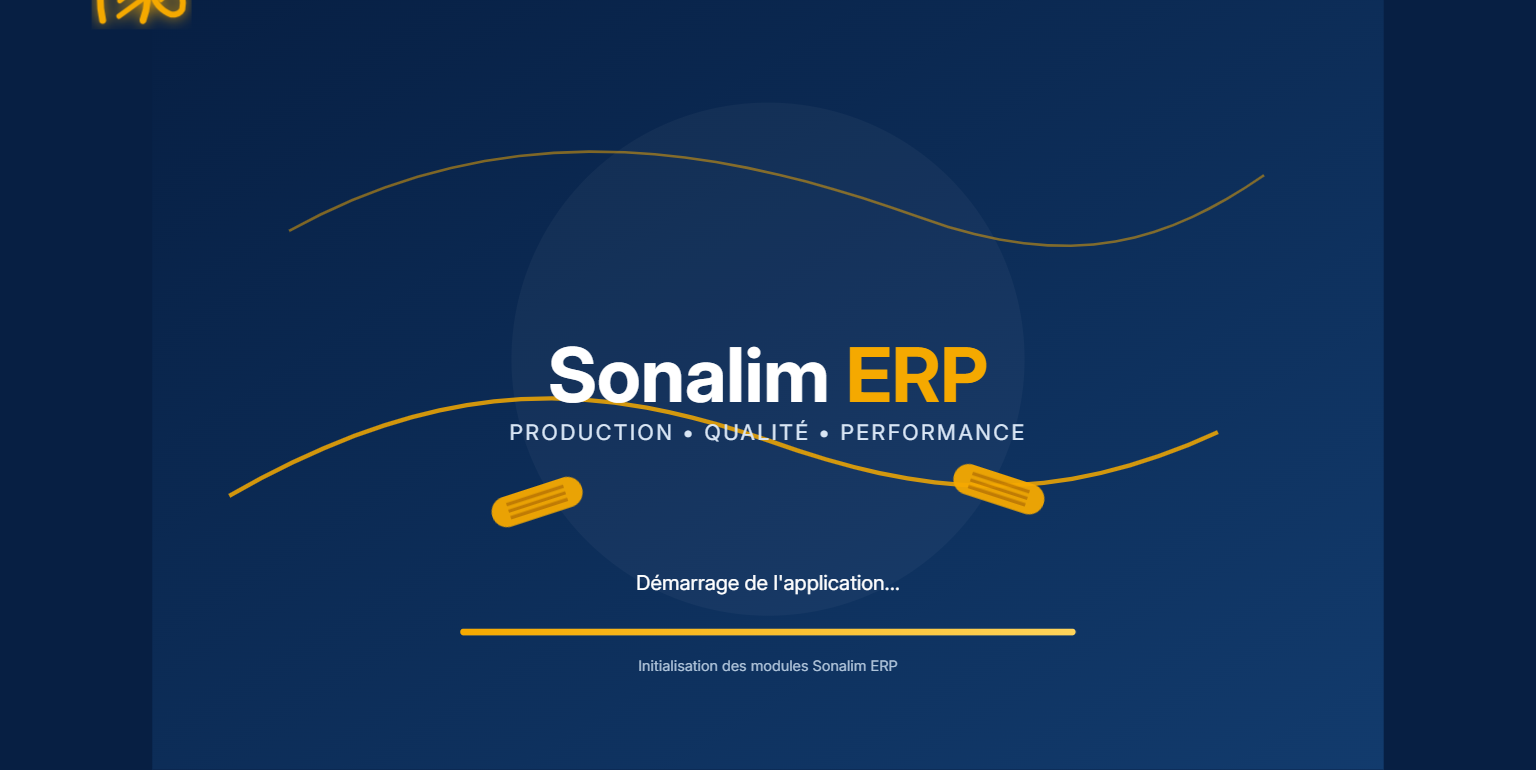 Sonalim ERP
PRODUCTION • QUALITÉ • PERFORMANCE
Démarrage de l'application...
Initialisation des modules Sonalim ERP